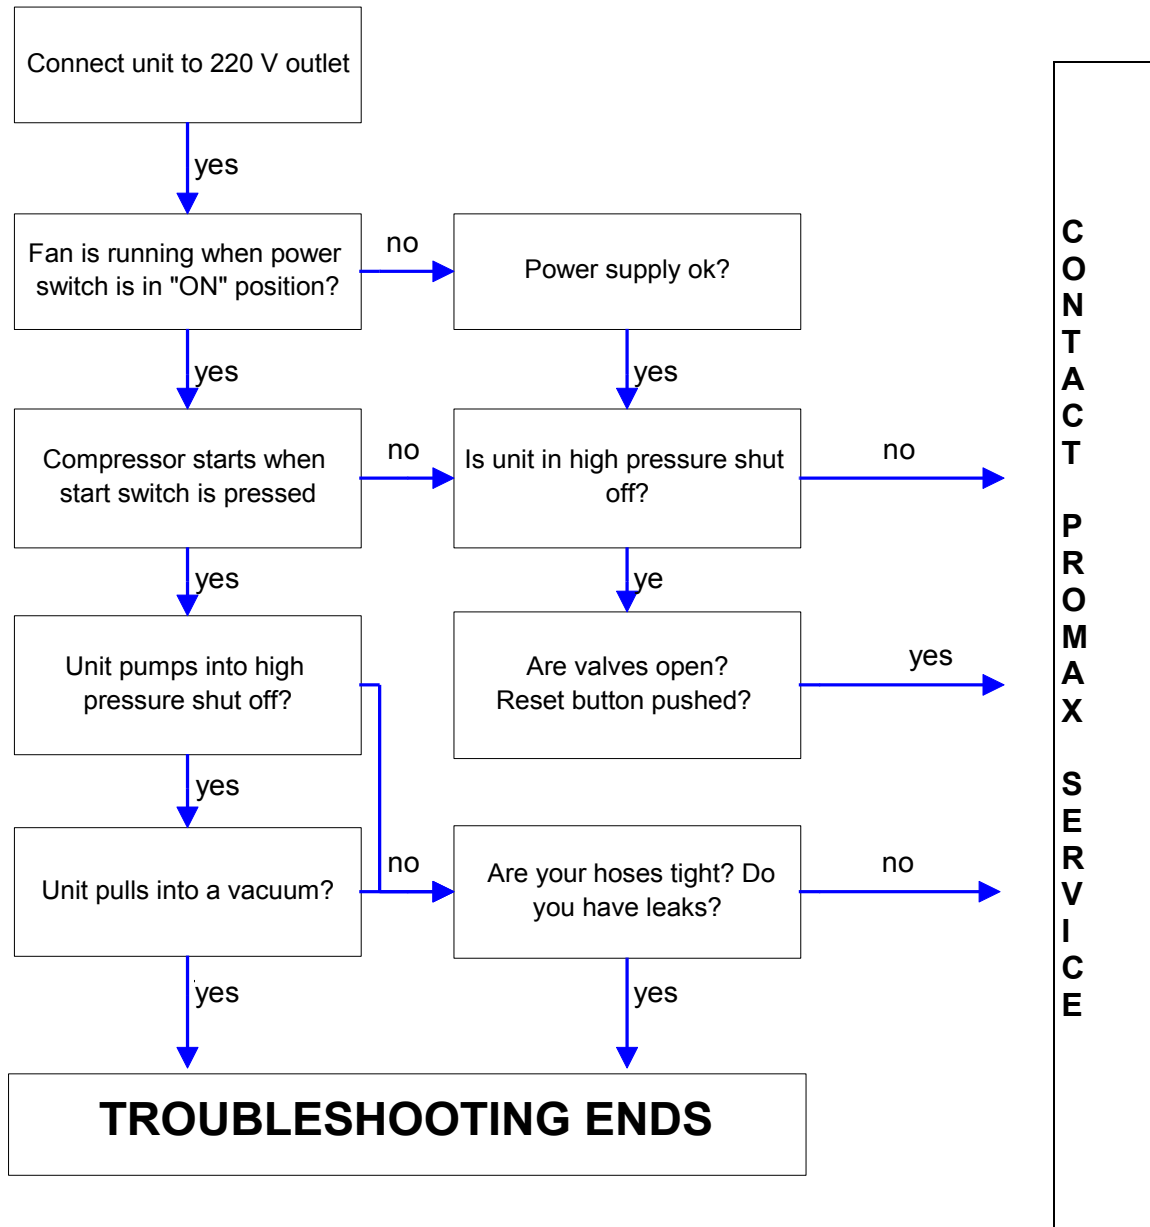 Connect unit to 220 V outlet
yes
Fan is running when power
switch is in "ON" position?
no
Power supply ok?
yes
yes
Compressor starts when
start switch is pressed
no
Is unit in high pressure shut
off?
no
yes
ye
Unit pumps into high
pressure shut off?
Are valves open?
Reset button pushed?
yes
yes
Unit pulls into a vacuum?
no
Are your hoses tight? Do
you have leaks?
no
yes
yes
TROUBLESHOOTING ENDS
CONTACT PROMAX SERVICE